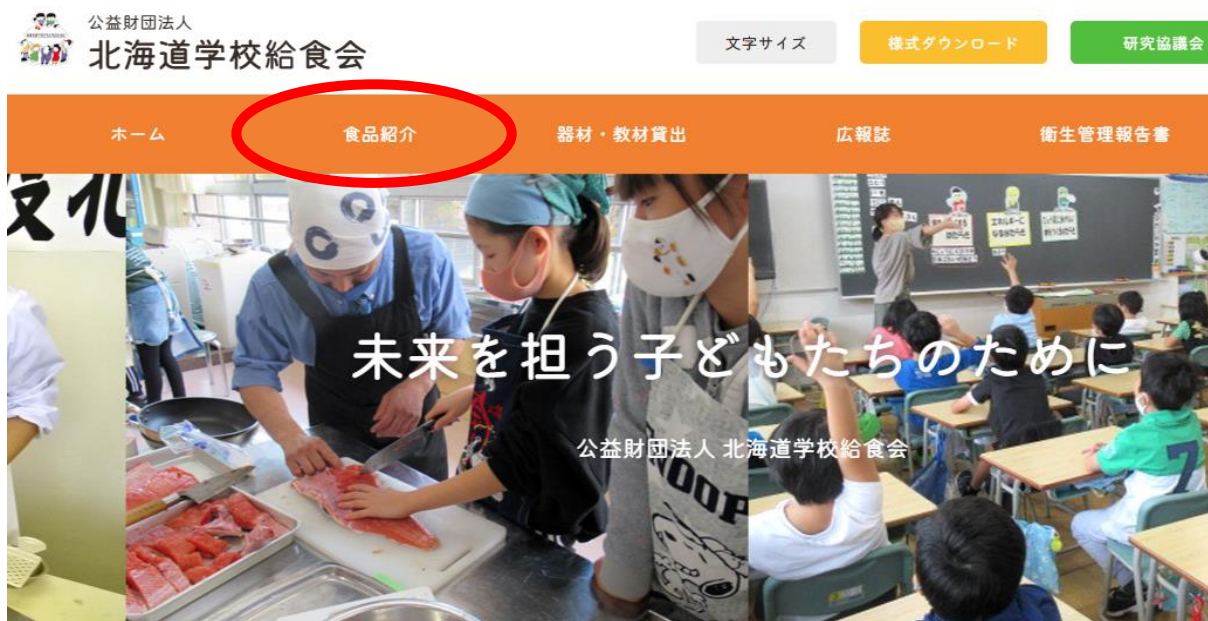 公益財団法人
北海道学校給食会
文字サイズ
様式ダウンロード
研究協議会
ホーム
食品紹介
器材・教材貸出
広報誌
衛生管理報告書
未来を担う子どもたちのために
公益財団法人 北海道学校給食会
SNOOP
7